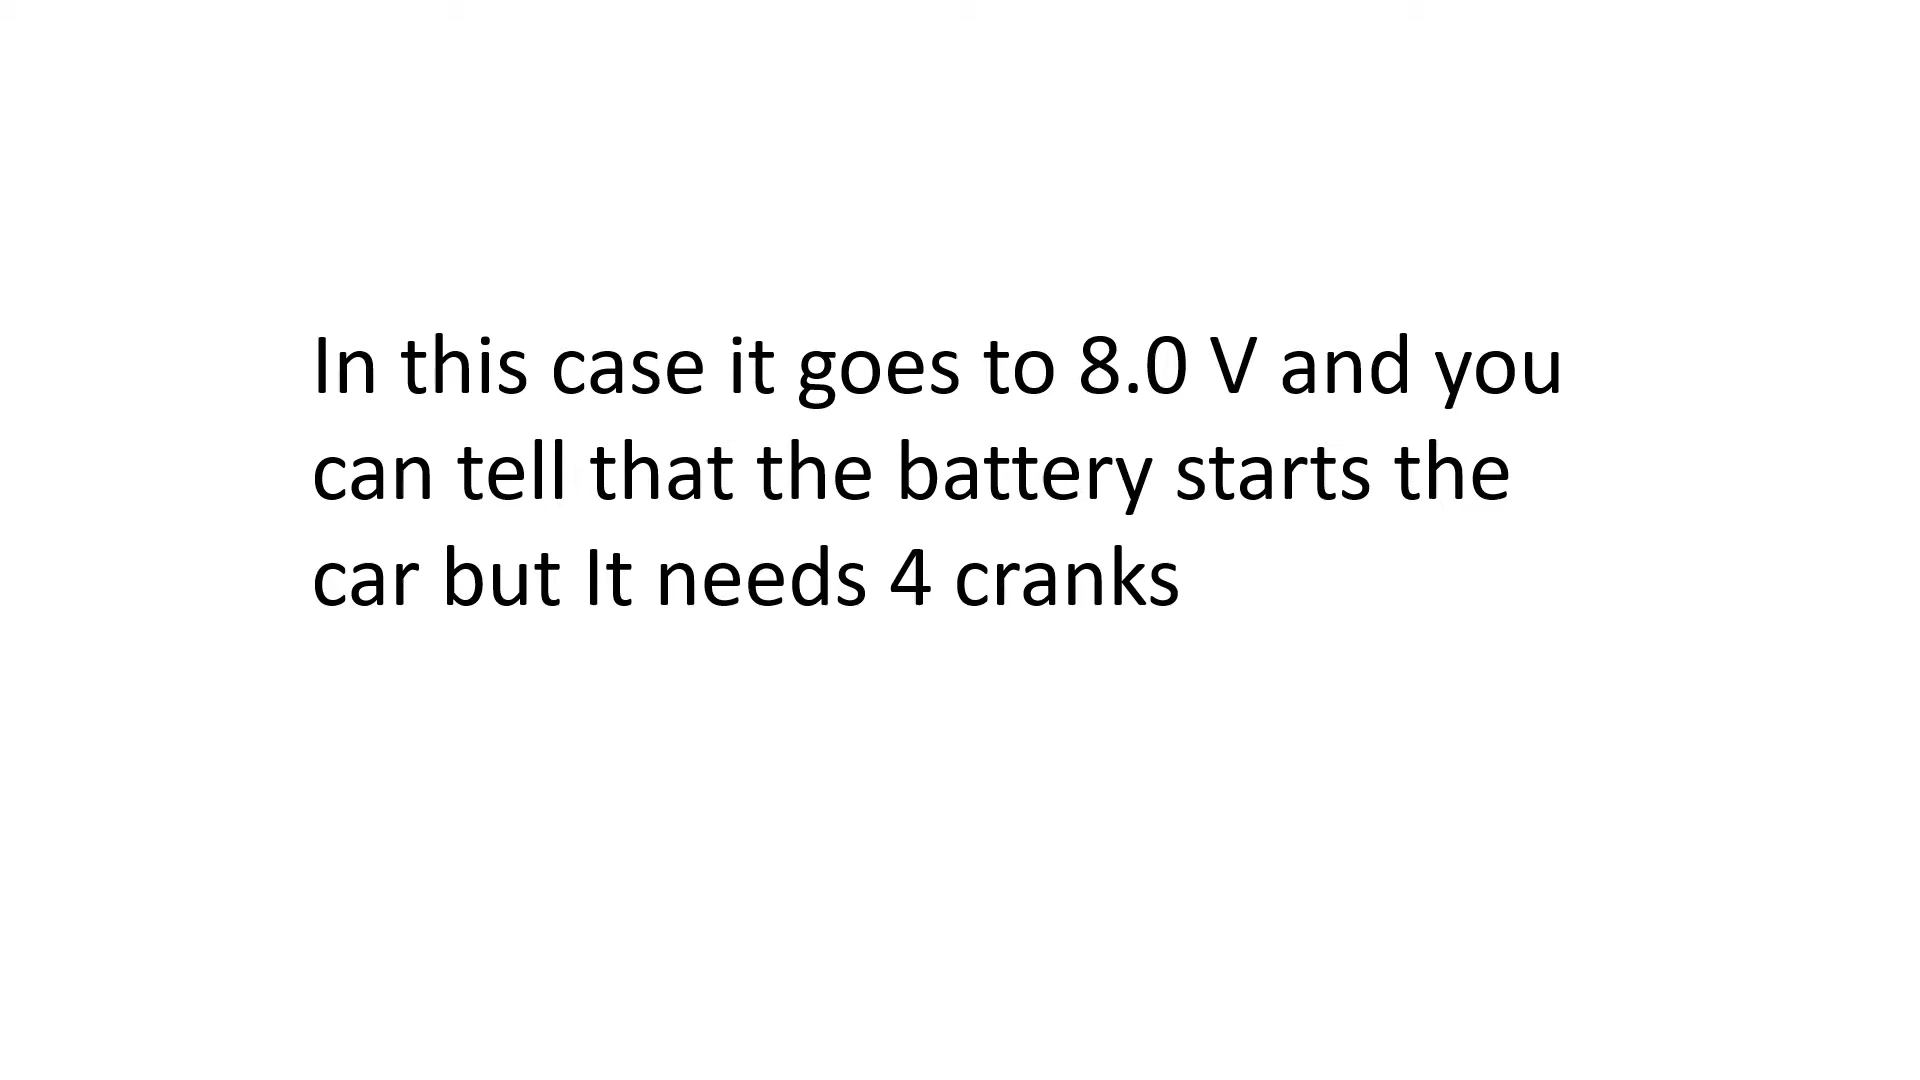 In this case it goes to 8.0 V and you
can tell that the battery starts the
car but It needs 4 cranks